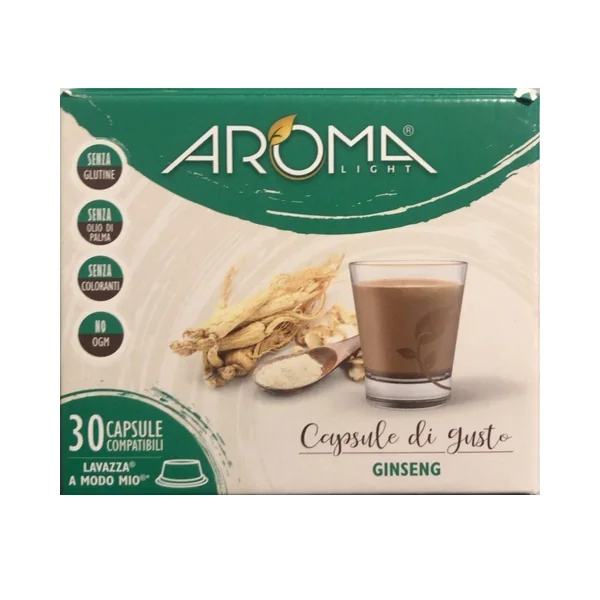 AROMA®
LIGHT
SENZA
GLUTINE
SENZA
OLIO DI
PALMA
SENZA
COLORANTI
NO
OGM
30 CAPSULE
COMPATIBILI
LAVAZZA®
A MODO MIO®*
Capsule di gusto
GINSENG